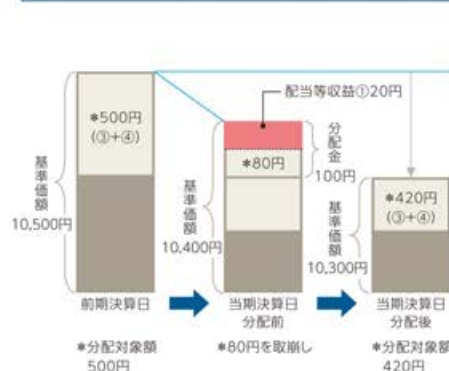 *500円
(③+④)
基準価額
10,500円
前期決算日
*分配対象額
500円
配当等収益①20円
*80円
分配金
100円
基準価額
10,400円
当期決算日
分配前
*80円を取崩し
*420円
(③+④)
基準価額
10,300円
当期決算日
分配後
*分配対象額
420円